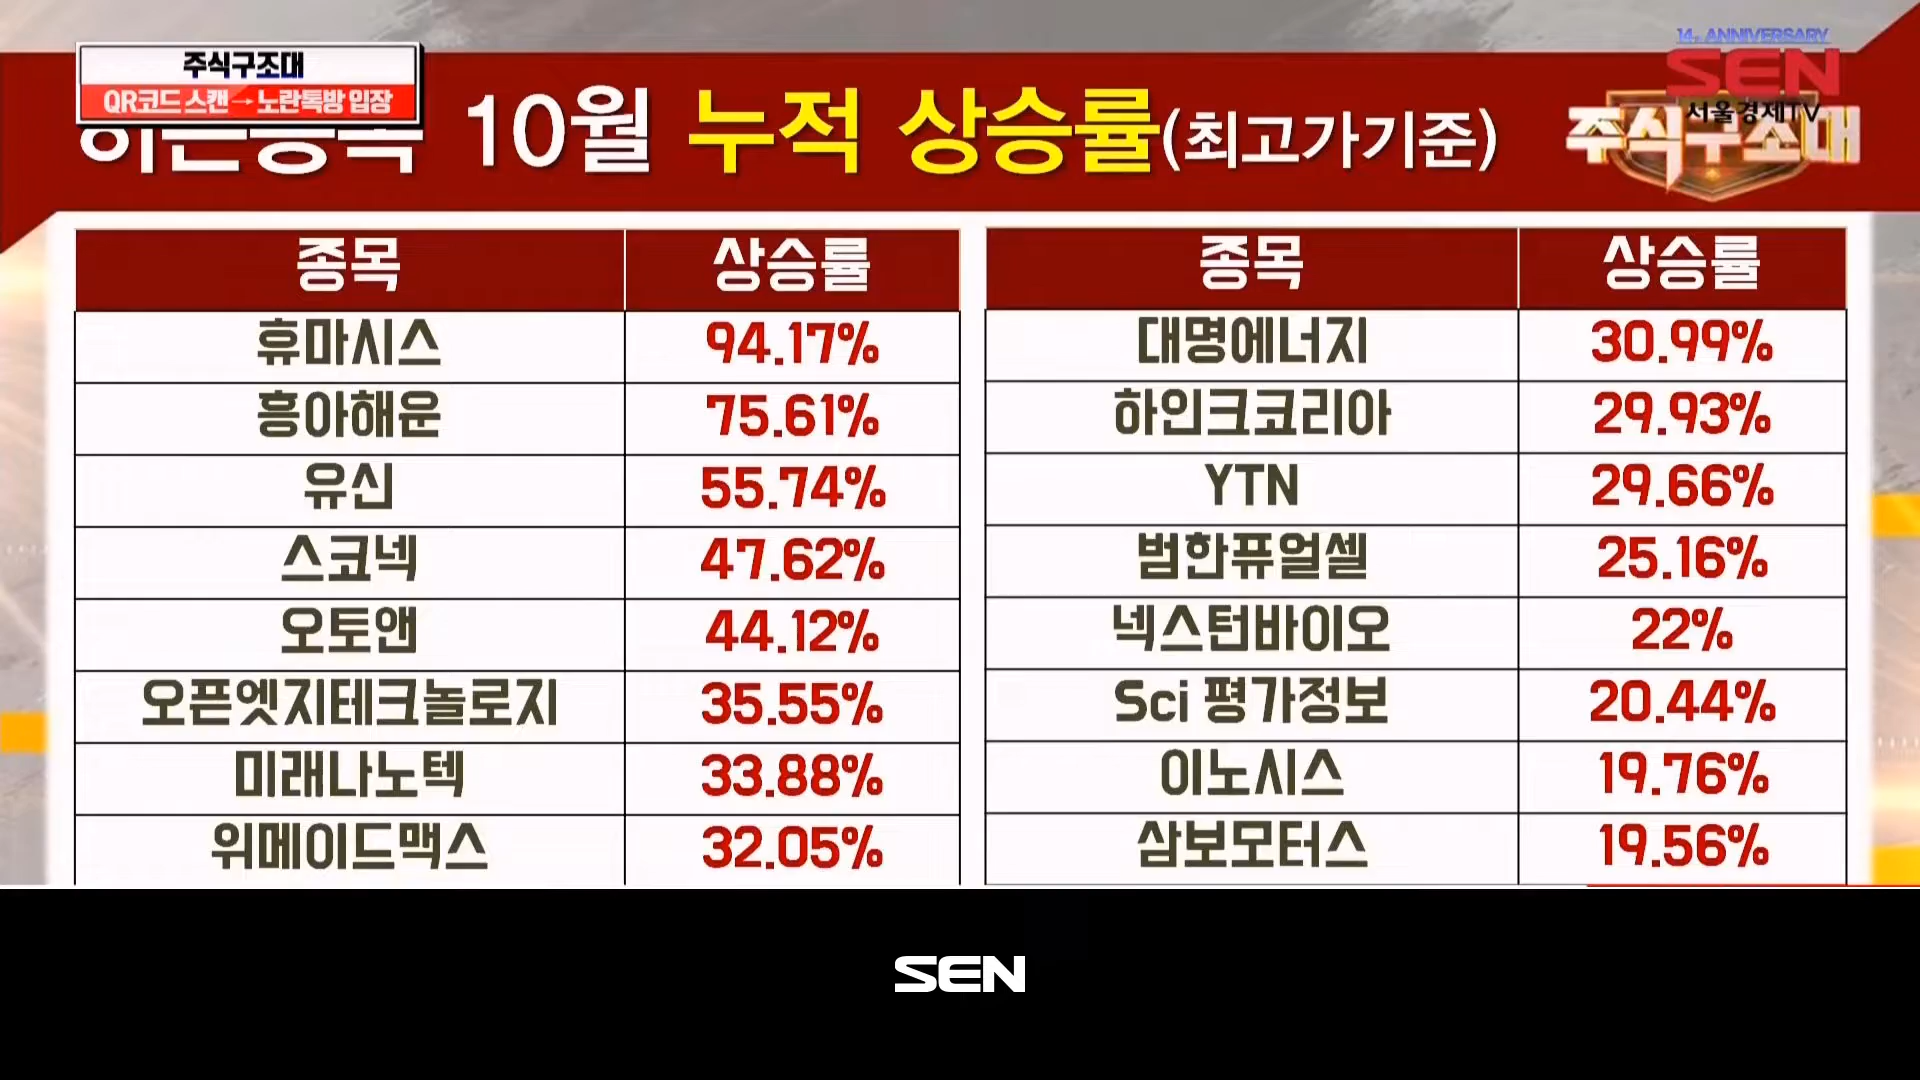 주식구조대
QR코드 스캔→노란톡방 입장
10월 누적 상승률(최고가기준)
14th ANNIVERSARY
SEN
서울경제TV
주식구조대
종목 상승률
휴마시스 94.17%
흥아해운 75.61%
유신 55.74%
스코넥 47.62%
오토앤 44.12%
오픈엣지테크놀로지 35.55%
미래나노텍 33.88%
위메이드맥스 32.05%
종목 상승률
대명에너지 30.99%
하인크코리아 29.93%
YTN 29.66%
범한퓨얼셀 25.16%
넥스턴바이오 22%
Sci 평가정보 20.44%
이노시스 19.76%
삼보모터스 19.56%
SEN